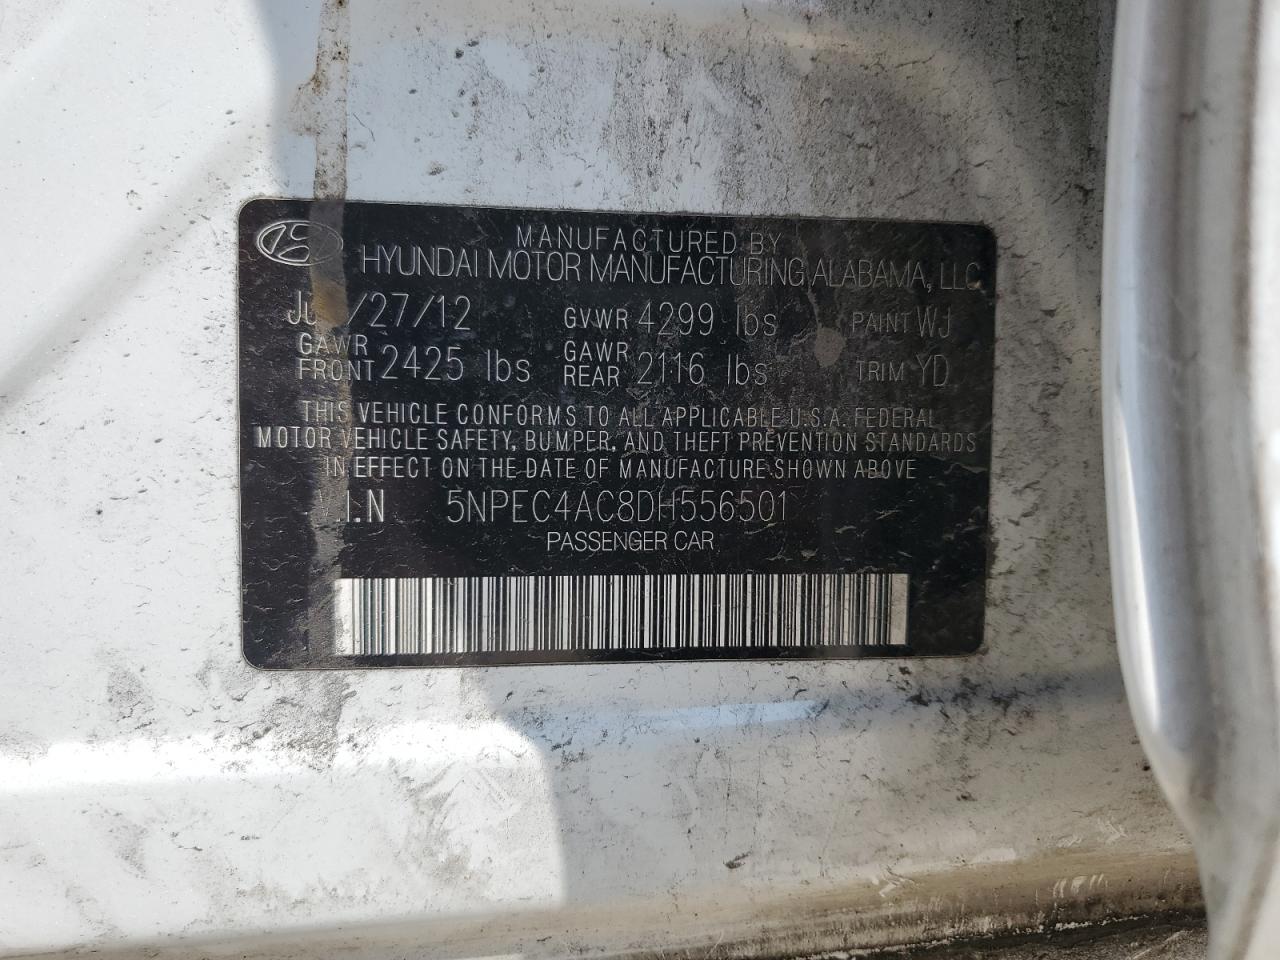 MANUFACTURED BY
HYUNDAI MOTOR MANUFACTURING ALABAMA, LLC
/27/12 GVWR 4299 lbs PAINT WJ
GAWR FRONT 2425 lbs GAWR REAR 2116 lbs TRIM YD
THIS VEHICLE CONFORMS TO ALL APPLICABLE U.S.A. FEDERAL
MOTOR VEHICLE SAFETY, BUMPER, AND THEFT PREVENTION STANDARDS
IN EFFECT ON THE DATE OF MANUFACTURE SHOWN ABOVE
V.I.N 5NPEC4AC8DH556501
PASSENGER CAR